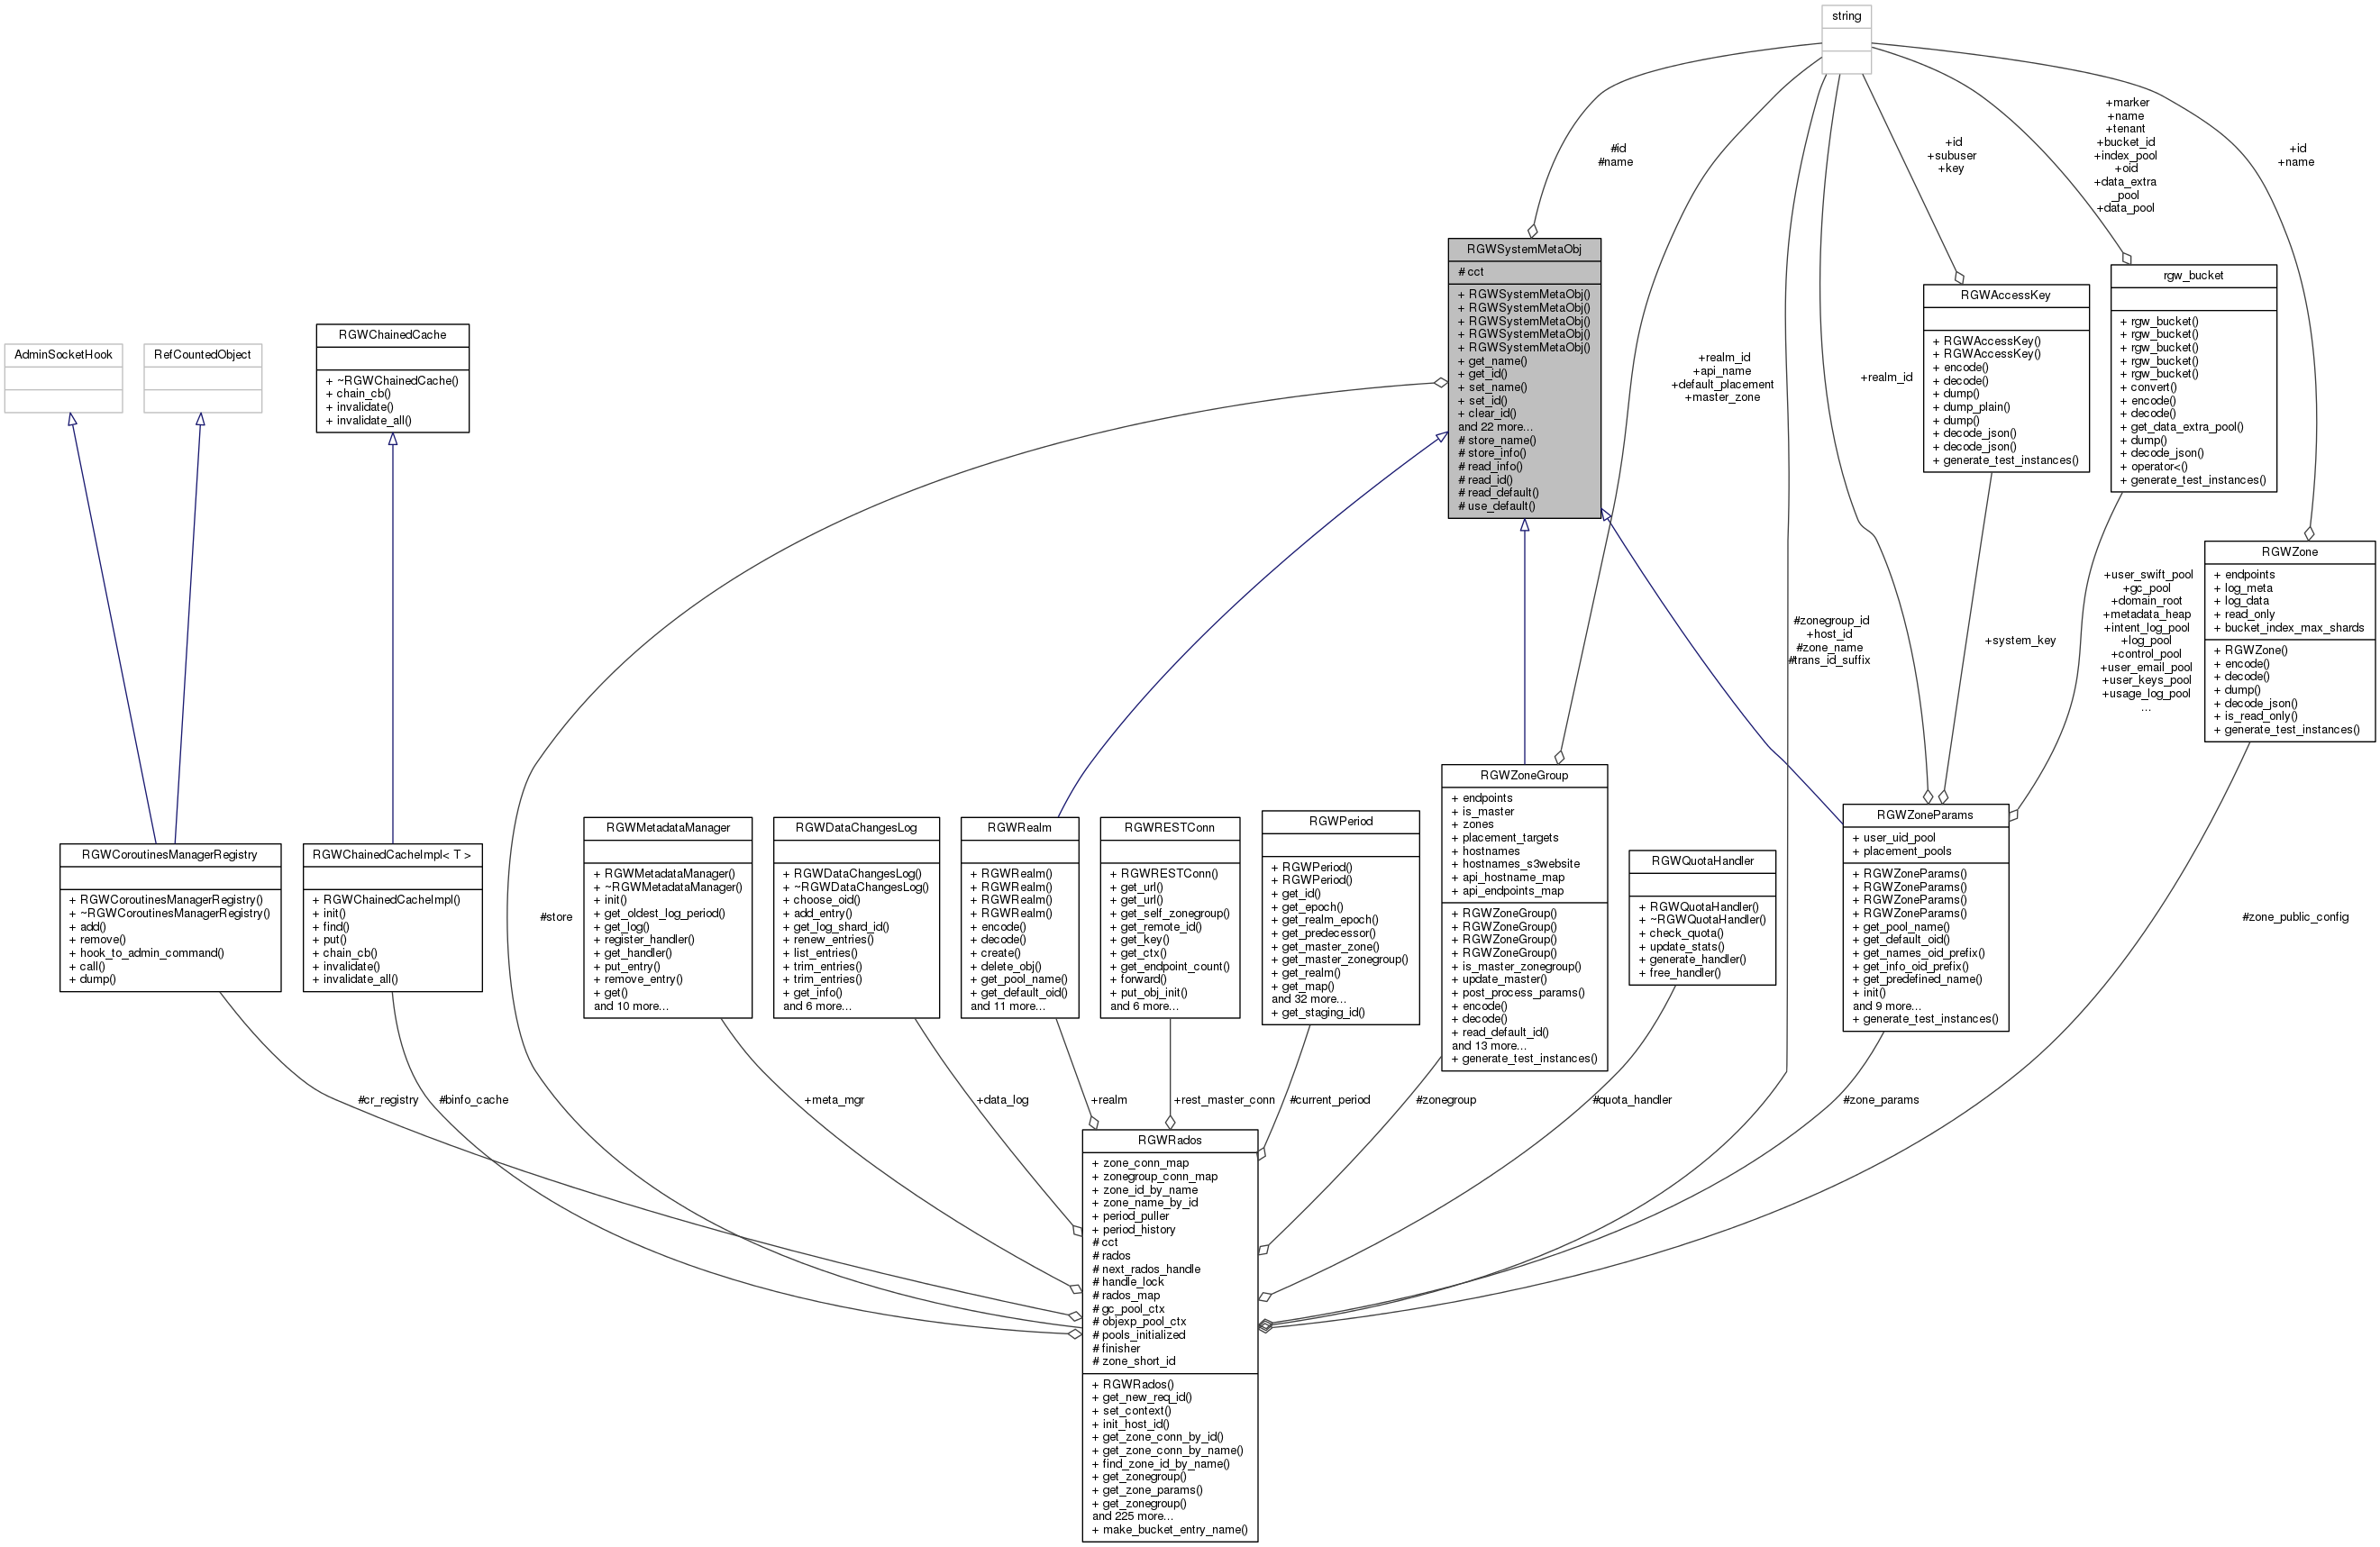 string
#id
#name
+realm_id
+api_name
+default_placement
+master_zone
#zonegroup_id
+host_id
#zone_name
#trans_id_suffix
+realm_id
+id
+subuser
+key
+marker
+name
+tenant
+bucket_id
+index_pool
+oid
+data_extra
_pool
+data_pool
+id
+name
RGWSystemMetaObj
# cct
+ RGWSystemMetaObj()
+ RGWSystemMetaObj()
+ RGWSystemMetaObj()
+ RGWSystemMetaObj()
+ RGWSystemMetaObj()
+ get_name()
+ get_id()
+ set_name()
+ set_id()
+ clear_id()
and 22 more...
# store_name()
# store_info()
# read_info()
# read_id()
# read_default()
# use_default()
RGWAccessKey
+ RGWAccessKey()
+ RGWAccessKey()
+ encode()
+ decode()
+ dump()
+ dump_plain()
+ dump()
+ decode_json()
+ decode_json()
+ generate_test_instances()
rgw_bucket
+ rgw_bucket()
+ rgw_bucket()
+ rgw_bucket()
+ rgw_bucket()
+ rgw_bucket()
+ convert()
+ encode()
+ decode()
+ get_data_extra_pool()
+ dump()
+ decode_json()
+ operator<()
+ generate_test_instances()
AdminSocketHook
RefCountedObject
RGWChainedCache
+ ~RGWChainedCache()
+ chain_cb()
+ invalidate()
+ invalidate_all()
+system_key
+user_swift_pool
+gc_pool
+domain_root
+metadata_heap
+intent_log_pool
+log_pool
+control_pool
+user_email_pool
+user_keys_pool
+usage_log_pool
...
RGWZone
+ endpoints
+ log_meta
+ log_data
+ read_only
+ bucket_index_max_shards
+ RGWZone()
+ encode()
+ decode()
+ dump()
+ decode_json()
+ is_read_only()
+ generate_test_instances()
RGWCoroutinesManagerRegistry
+ RGWCoroutinesManagerRegistry()
+ ~RGWCoroutinesManagerRegistry()
+ add()
+ remove()
+ hook_to_admin_command()
+ call()
+ dump()
RGWChainedCacheImpl< T >
+ RGWChainedCacheImpl()
+ init()
+ find()
+ put()
+ chain_cb()
+ invalidate()
+ invalidate_all()
#store
RGWMetadataManager
+ RGWMetadataManager()
+ ~RGWMetadataManager()
+ init()
+ get_oldest_log_period()
+ get_log()
+ register_handler()
+ get_handler()
+ put_entry()
+ remove_entry()
+ get()
and 10 more...
RGWDataChangesLog
+ RGWDataChangesLog()
+ ~RGWDataChangesLog()
+ choose_oid()
+ add_entry()
+ get_log_shard_id()
+ renew_entries()
+ list_entries()
+ trim_entries()
+ trim_entries()
+ get_info()
and 6 more...
RGWRealm
+ RGWRealm()
+ RGWRealm()
+ RGWRealm()
+ RGWRealm()
+ encode()
+ decode()
+ create()
+ delete_obj()
+ get_pool_name()
+ get_default_oid()
and 11 more...
RGWRESTConn
+ RGWRESTConn()
+ get_url()
+ get_url()
+ get_self_zonegroup()
+ get_remote_id()
+ get_key()
+ get_ctx()
+ get_endpoint_count()
+ forward()
+ put_obj_init()
and 6 more...
RGWPeriod
+ RGWPeriod()
+ RGWPeriod()
+ get_id()
+ get_epoch()
+ get_realm_epoch()
+ get_predecessor()
+ get_master_zone()
+ get_master_zonegroup()
+ get_realm()
+ get_map()
and 32 more...
+ get_staging_id()
RGWZoneGroup
+ endpoints
+ is_master
+ zones
+ placement_targets
+ hostnames
+ hostnames_s3website
+ api_hostname_map
+ api_endpoints_map
+ RGWZoneGroup()
+ RGWZoneGroup()
+ RGWZoneGroup()
+ RGWZoneGroup()
+ is_master_zonegroup()
+ update_master()
+ post_process_params()
+ encode()
+ decode()
+ read_default_id()
and 13 more...
+ generate_test_instances()
RGWQuotaHandler
+ RGWQuotaHandler()
+ ~RGWQuotaHandler()
+ check_quota()
+ update_stats()
+ generate_handler()
+ free_handler()
RGWZoneParams
+ user_uid_pool
+ placement_pools
+ RGWZoneParams()
+ RGWZoneParams()
+ RGWZoneParams()
+ RGWZoneParams()
+ get_pool_name()
+ get_default_oid()
+ get_names_oid_prefix()
+ get_info_oid_prefix()
+ get_predefined_name()
+ init()
and 9 more...
+ generate_test_instances()
#zone_public_config
#cr_registry
#binfo_cache
+meta_mgr
+data_log
+realm
+rest_master_conn
#current_period
#zonegroup
#quota_handler
#zone_params
RGWRados
+ zone_conn_map
+ zonegroup_conn_map
+ zone_id_by_name
+ zone_name_by_id
+ period_puller
+ period_history
# cct
# rados
# next_rados_handle
# handle_lock
# rados_map
# gc_pool_ctx
# objexp_pool_ctx
# pools_initialized
# finisher
# zone_short_id
+ RGWRados()
+ get_new_req_id()
+ set_context()
+ init_host_id()
+ get_zone_conn_by_id()
+ get_zone_conn_by_name()
+ find_zone_id_by_name()
+ get_zonegroup()
+ get_zone_params()
+ get_zonegroup()
and 225 more...
+ make_bucket_entry_name()